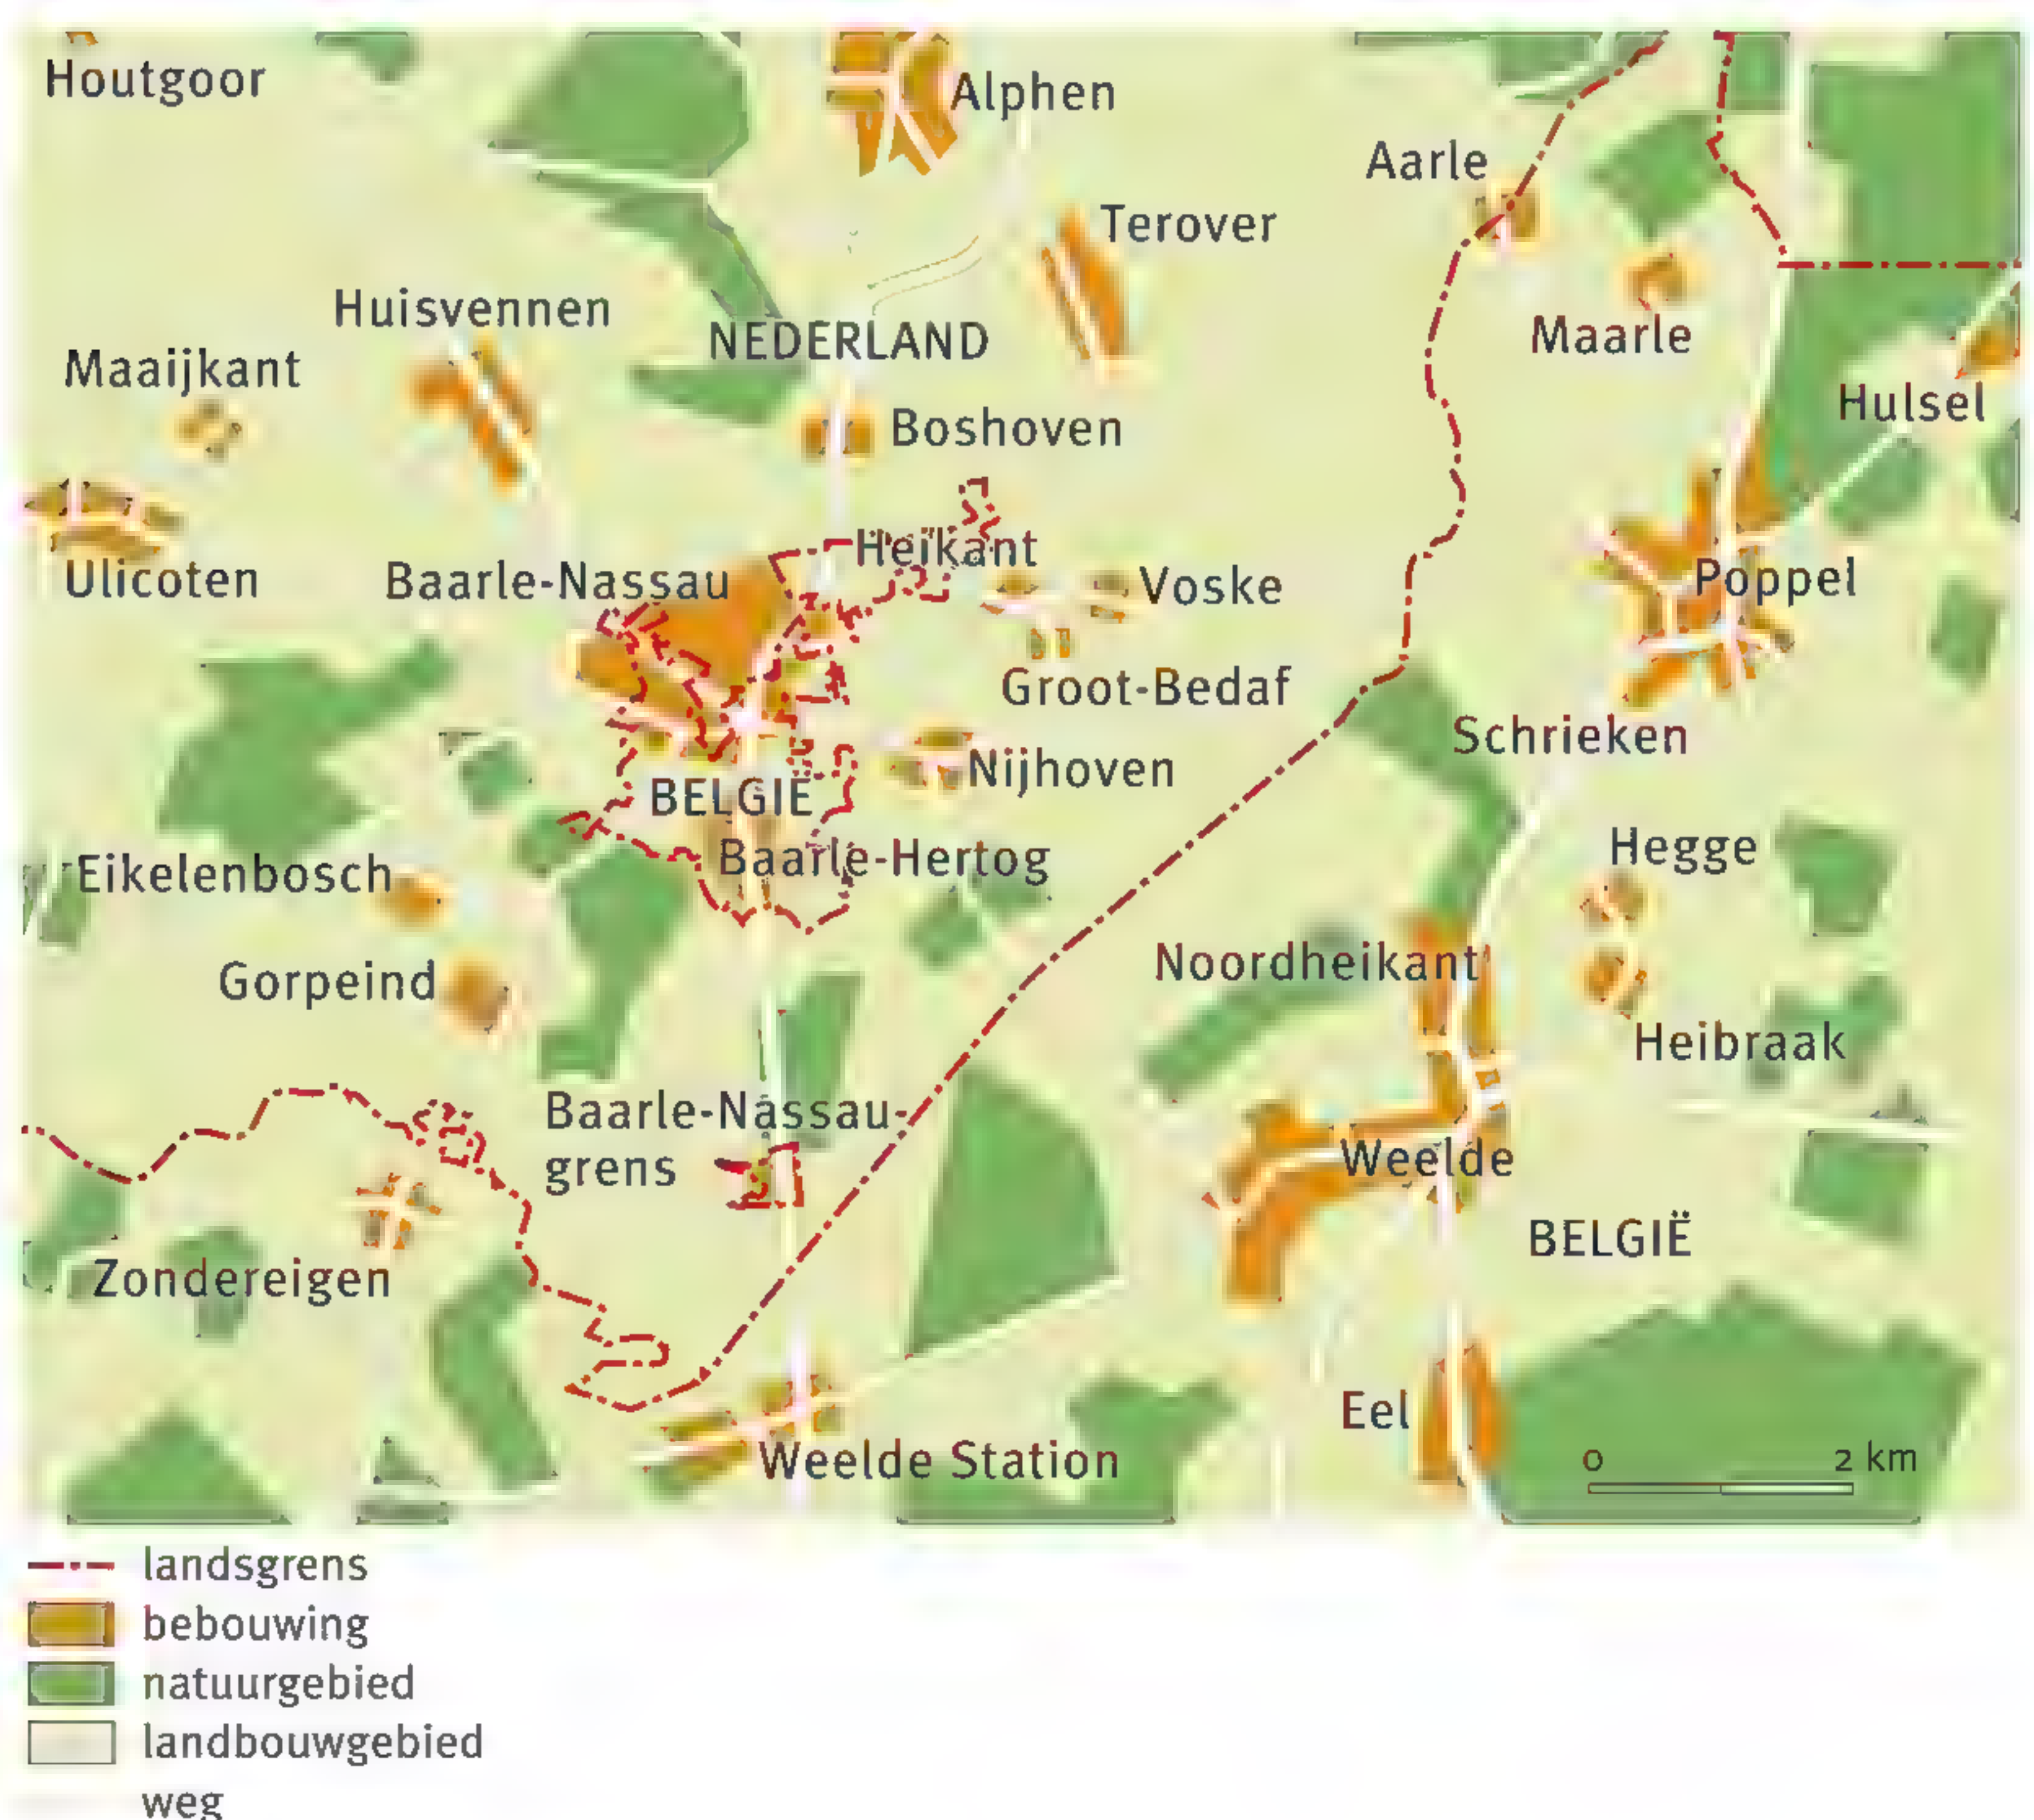 Houtgoor
Alphen
Aarle
Terover
Huisvennen
NEDERLAND
Maarle
Maaijkant
Hulsel
Boshoven
Heikant
Ulicoten
Baarle-Nassau
Voske
Poppel
Groot-Bedaf
Schrieken
Nijhoven
BELGIË
Baarle-Hertog
Hegge
Eikelenbosch
Noordheikant
Gorpeind
Heibraak
Baarle-Nassau-
grens
Weelde
BELGIË
Zondereigen
Eel
Weelde Station
0 2 km
landsgrens
bebouwing
natuurgebied
landbouwgebied
weg